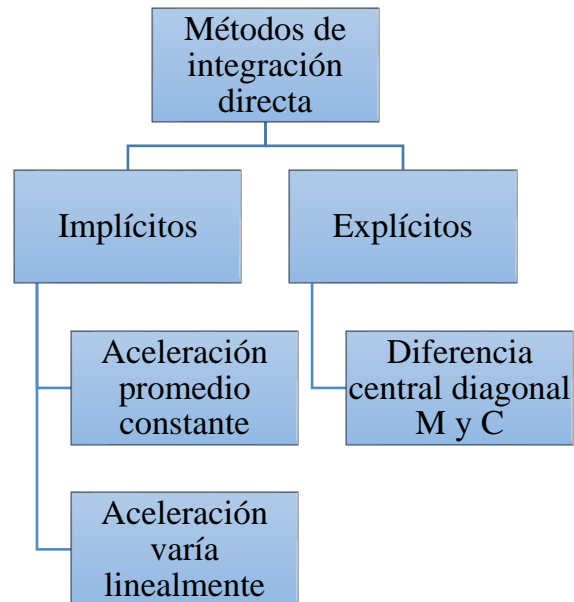 Métodos de
integración
directa
Implícitos
Explícitos
Aceleración
promedio
constante
Diferencia
central diagonal
M y C
Aceleración
varía
linealmente